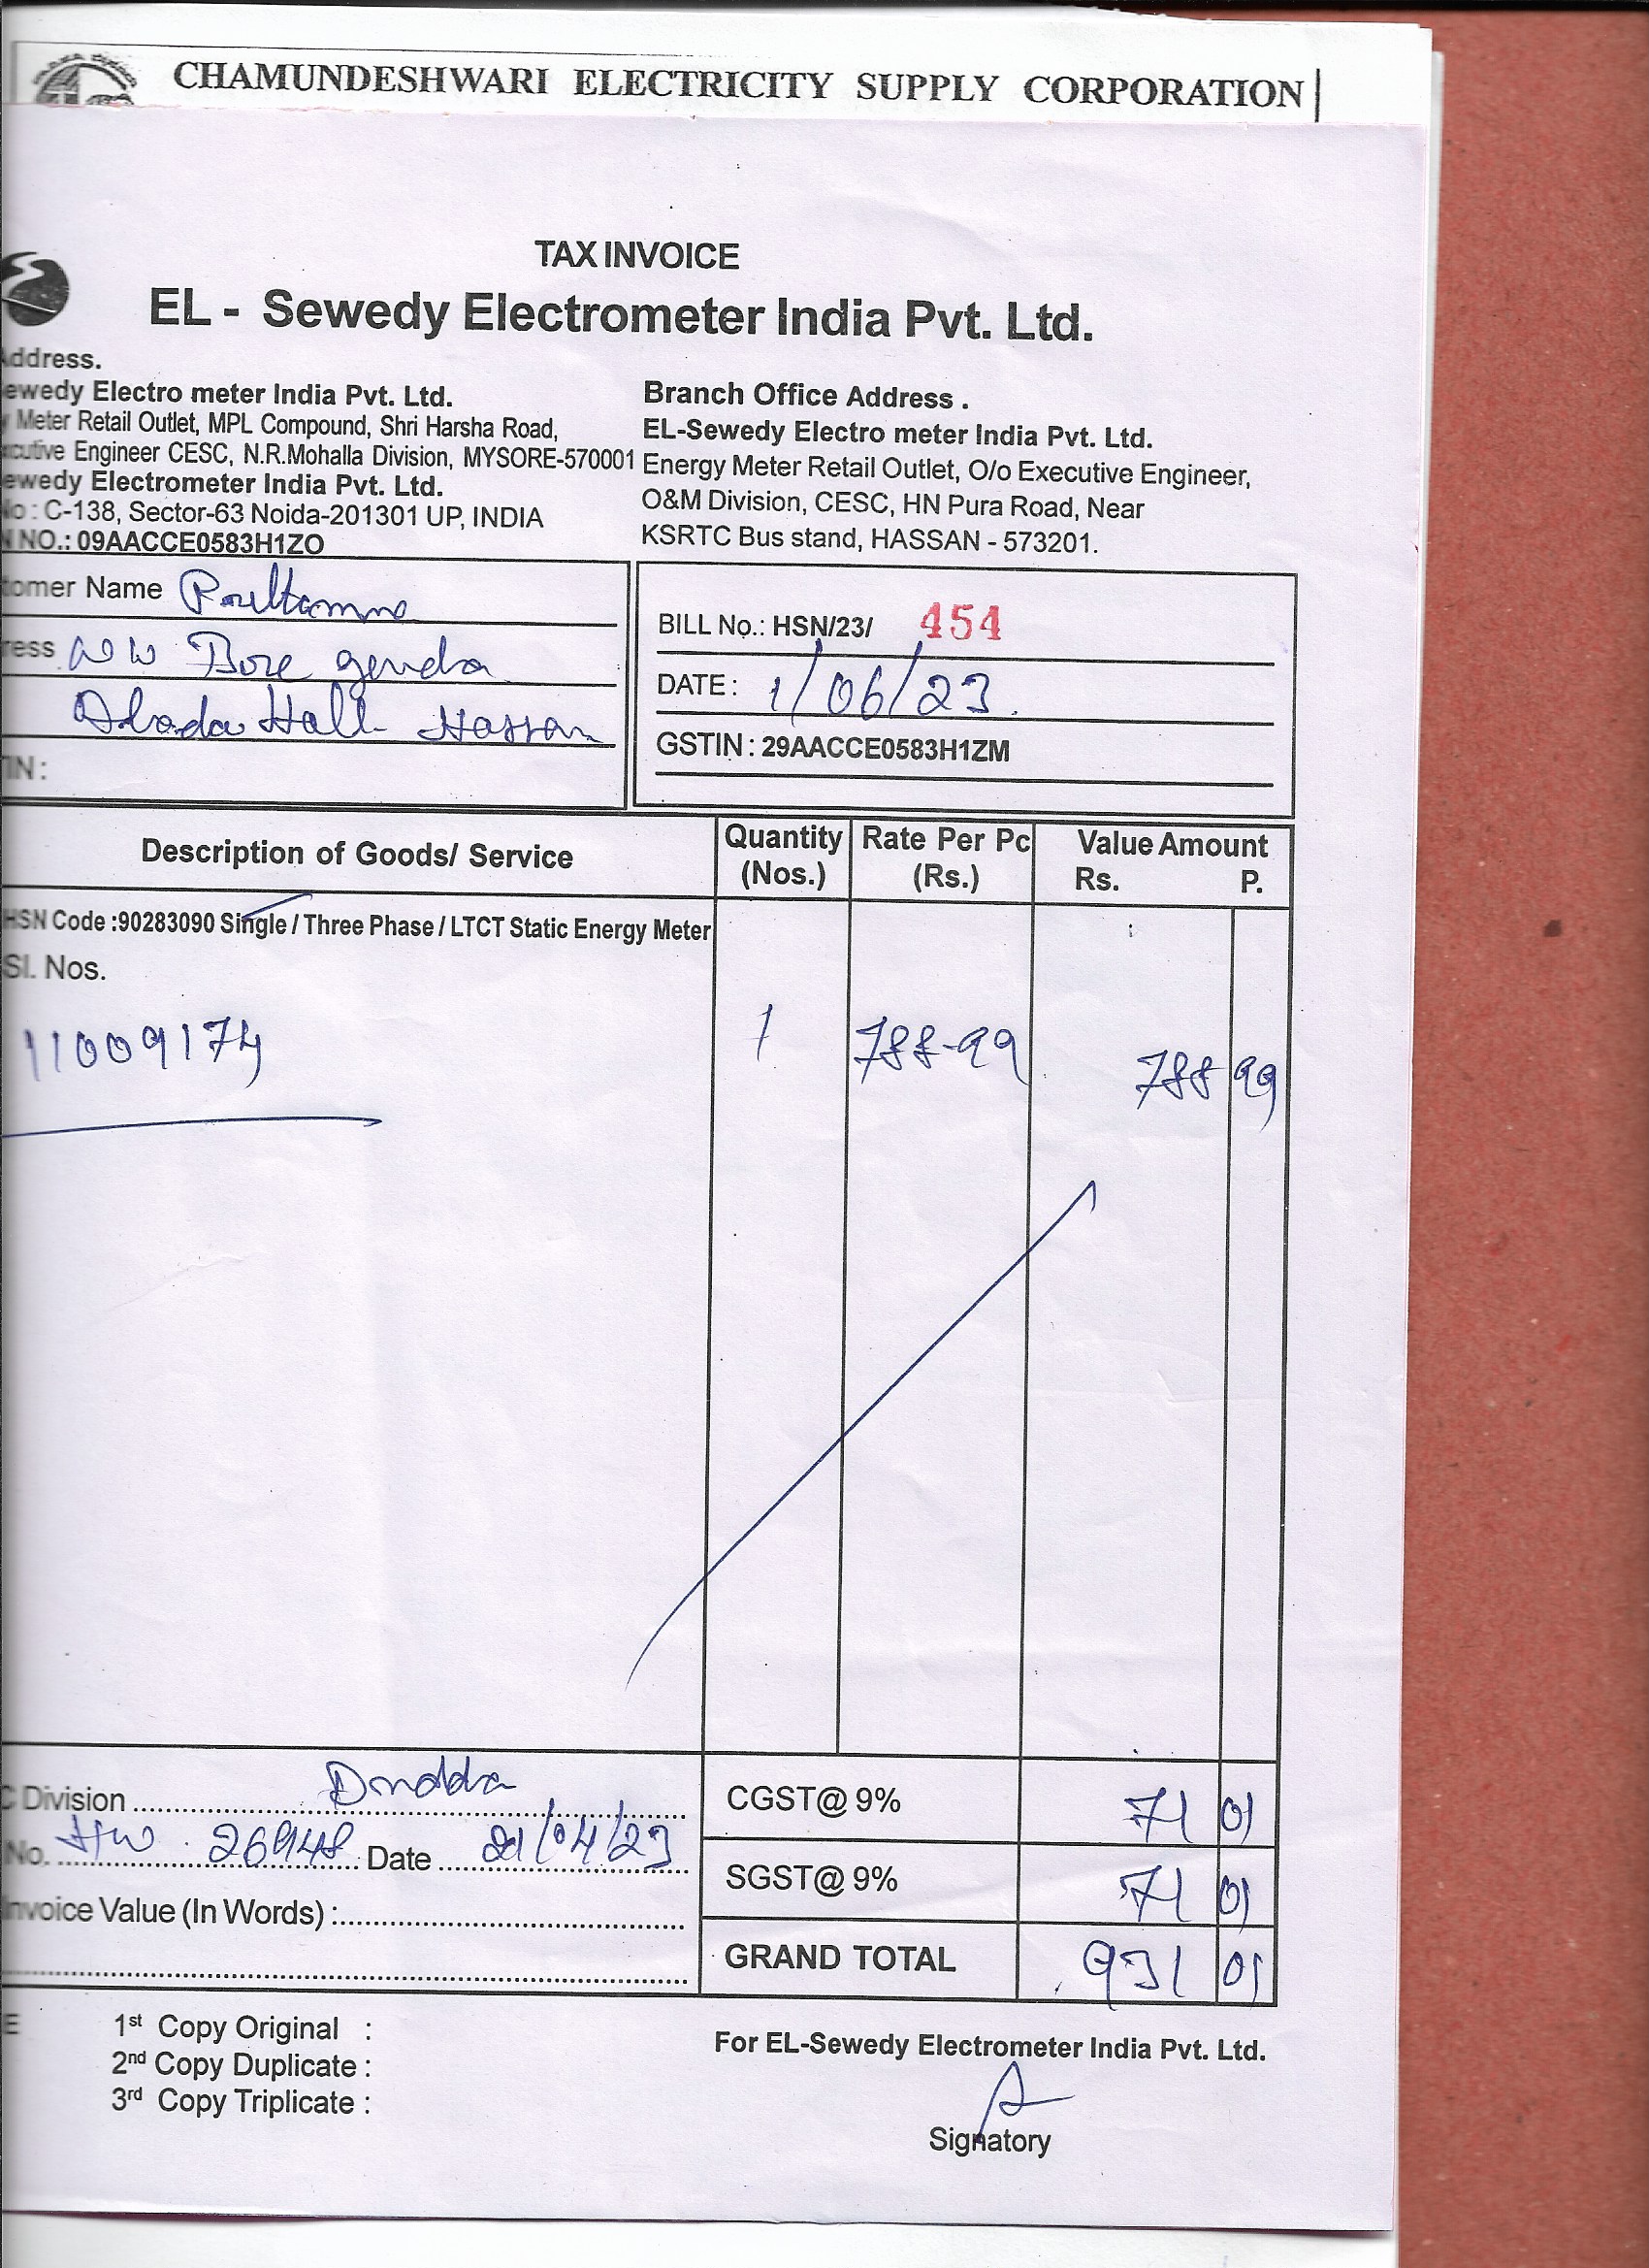 CHAMUNDESHWARI ELECTRICITY SUPPLY CORPORATION
TAX INVOICE
EL - Sewedy Electrometer India Pvt. Ltd.
Address.
ewedy Electro meter India Pvt. Ltd.
Meter Retail Outlet, MPL Compound, Shri Harsha Road,
cutive Engineer CESC, N.R.Mohalla Division, MYSORE-570001
ewedy Electrometer India Pvt. Ltd.
No : C-138, Sector-63 Noida-201301 UP, INDIA
N NO.: 09AACCE0583H1ZO
Branch Office Address .
EL-Sewedy Electro meter India Pvt. Ltd.
Energy Meter Retail Outlet, O/o Executive Engineer,
O&M Division, CESC, HN Pura Road, Near
KSRTC Bus stand, HASSAN - 573201.
tomer Name
ress W/o Bore gowda
Hassan
IN :
BILL No.: HSN/23/ 454
DATE : 1/06/23
GSTIN : 29AACCE0583H1ZM
Description of Goods/ Service Quantity (Nos.) Rate Per Pc (Rs.) Value Amount Rs. P.
HSN Code :90283090 Single / Three Phase / LTCT Static Energy Meter
Sl. Nos.
11009174 1 788-99 788 99
C Division
No. 26948 Date 21/04/23
Invoice Value (In Words) :
CGST@ 9% 71 01
SGST@ 9% 71 01
GRAND TOTAL 931 01
E 1st Copy Original :
2nd Copy Duplicate :
3rd Copy Triplicate :
For EL-Sewedy Electrometer India Pvt. Ltd.
Signatory